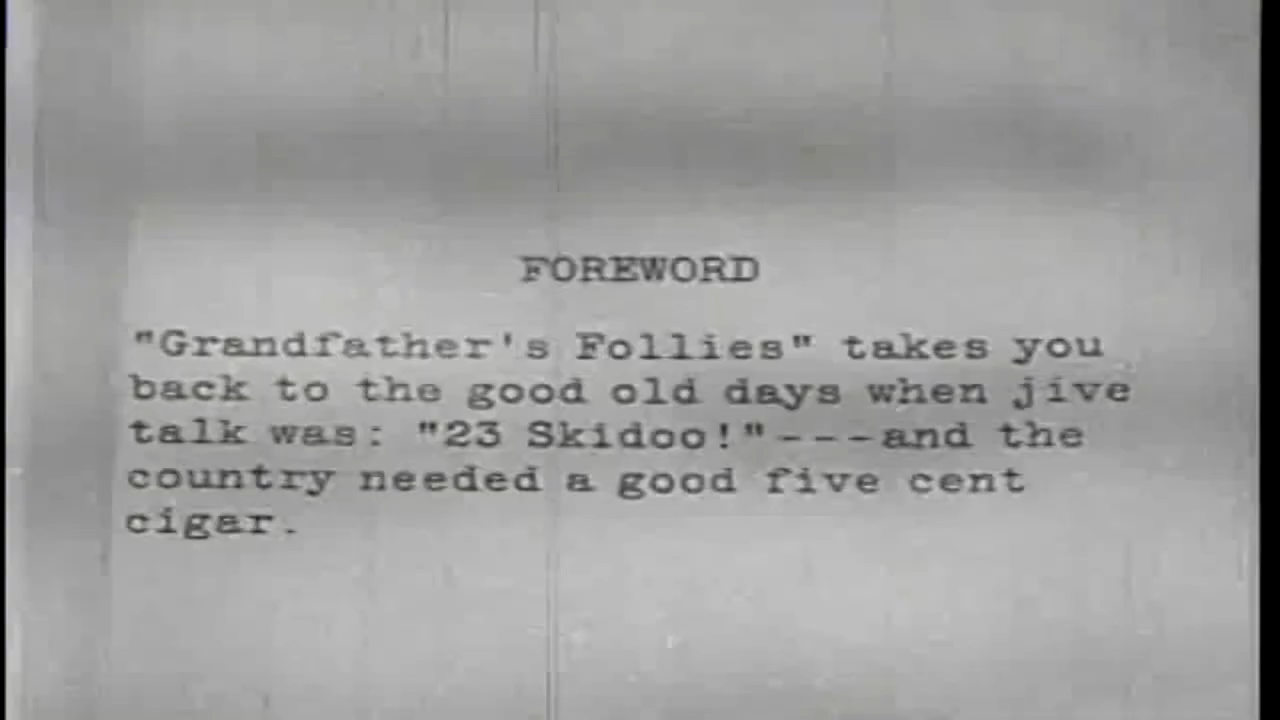 FOREWORD
"Grandfather's Follies" takes you
back to the good old days when jive
talk was: "23 Skidoo!"---and the
country needed a good five cent
cigar.